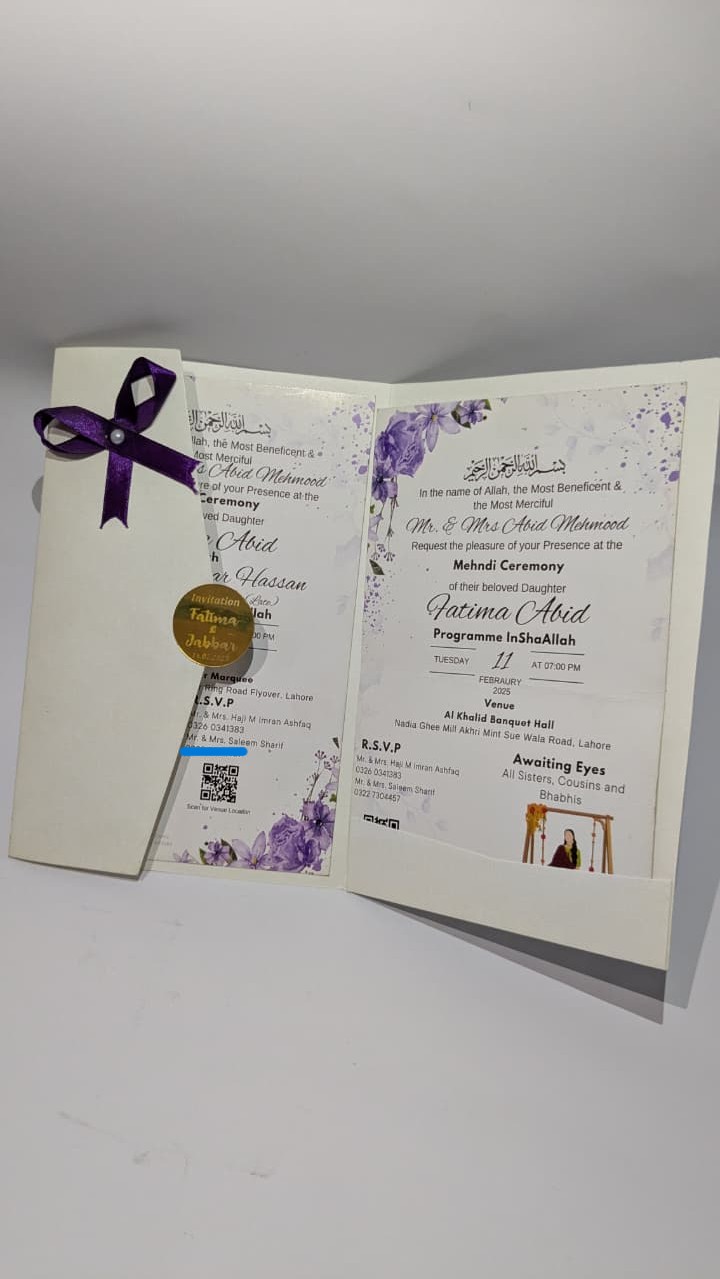 بسم الله الرحمن الرحيم
llah, the Most Beneficent &
Most Merciful
s Abid Mehmood
re of your Presence at the
Ceremony
ved Daughter
Abid
h
ar Hassan
(Late)
llah
00 PM
r Marquee
Ring Road Flyover, Lahore
R.S.V.P
Mr. & Mrs. Haji M Imran Ashfaq
0326 0341383
Mr. & Mrs. Saleem Sharif
Scan for Venue Location
Invitation
Fatima
&
Jabbar
بسم الله الرحمن الرحيم
In the name of Allah, the Most Beneficent &
the Most Merciful
Mr. & Mrs Abid Mehmood
Request the pleasure of your Presence at the
Mehndi Ceremony
of their beloved Daughter
Fatima Abid
Programme InShaAllah
TUESDAY 11 AT 07:00 PM
FEBRAURY
2025
Venue
Al Khalid Banquet Hall
Nadia Ghee Mill Akhri Mint Sue Wala Road, Lahore
R.S.V.P
Mr. & Mrs. Haji M Imran Ashfaq
0326 0341383
Mr. & Mrs. Saleem Sharif
0322 7304457
Awaiting Eyes
All Sisters, Cousins and
Bhabhis